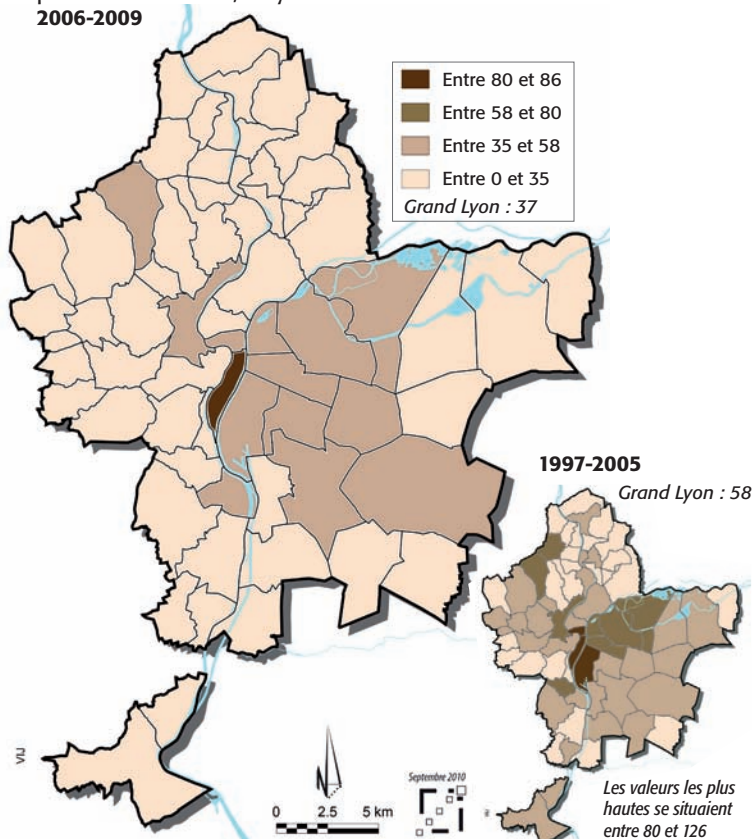 2006-2009
Entre 80 et 86
Entre 58 et 80
Entre 35 et 58
Entre 0 et 35
Grand Lyon : 37
1997-2005
Grand Lyon : 58
Les valeurs les plus
hautes se situaient
entre 80 et 126
VIJ
N
Septembre 2010
0 2.5 5 km